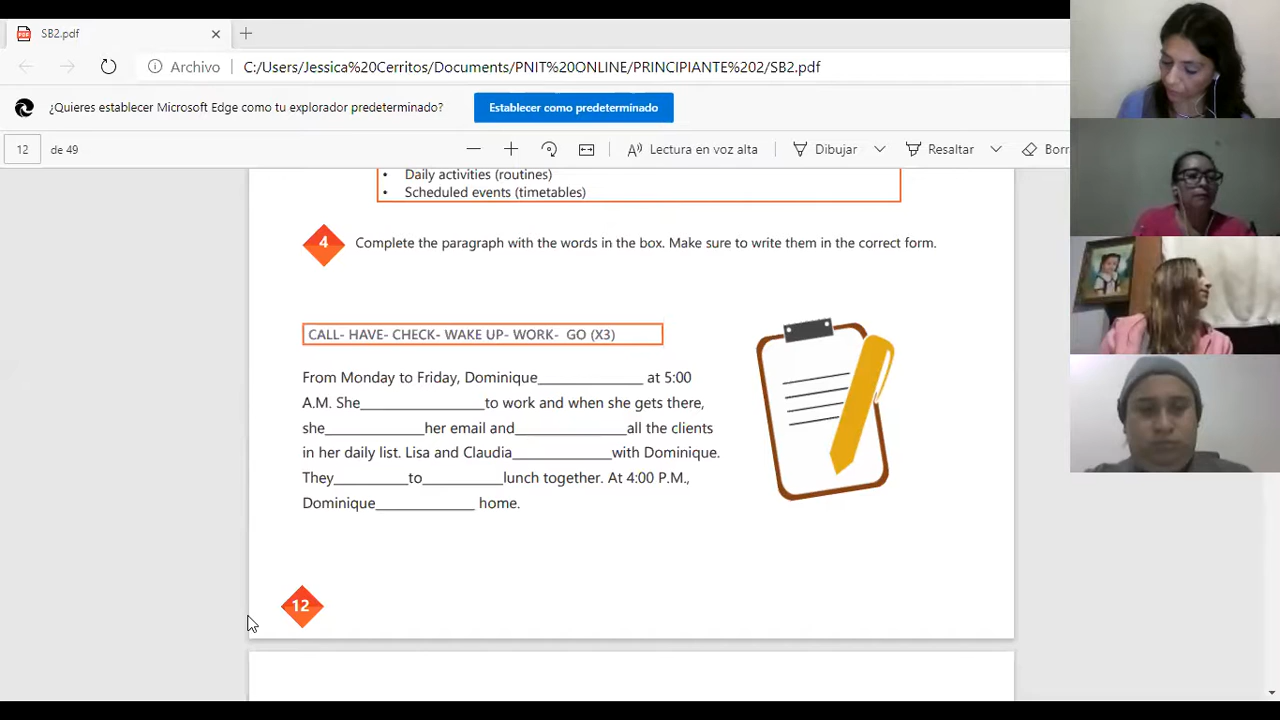 SB2.pdf
Archivo C:/Users/Jessica%20Cerritos/Documents/PNIT%20ONLINE/PRINCIPIANTE%202/SB2.pdf
¿Quieres establecer Microsoft Edge como tu explorador predeterminado? Establecer como predeterminado
12 de 49 Lectura en voz alta Dibujar Resaltar Borr
• Daily activities (routines)
• Scheduled events (timetables)
4 Complete the paragraph with the words in the box. Make sure to write them in the correct form.
CALL- HAVE- CHECK- WAKE UP- WORK- GO (X3)
From Monday to Friday, Dominique_____________ at 5:00
A.M. She________________to work and when she gets there,
she_____________her email and______________all the clients
in her daily list. Lisa and Claudia_____________with Dominique.
They__________to___________lunch together. At 4:00 P.M.,
Dominique_____________ home.
12